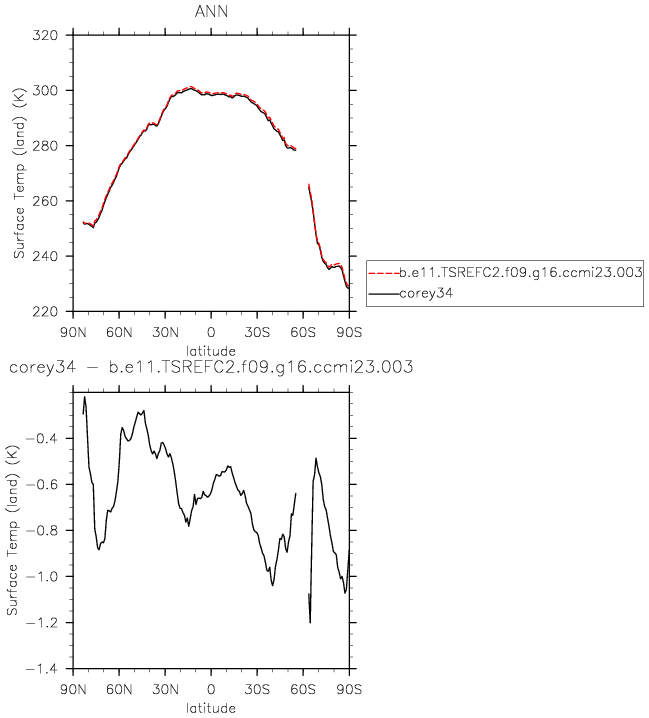 ANN
Surface Temp (land) (K)
320
300
280
260
240
220
90N 60N 30N 0 30S 60S 90S
latitude
b.e11.TSREFC2.f09.g16.ccmi23.003
corey34
corey34 − b.e11.TSREFC2.f09.g16.ccmi23.003
Surface Temp (land) (K)
−0.4
−0.6
−0.8
−1.0
−1.2
−1.4
90N 60N 30N 0 30S 60S 90S
latitude